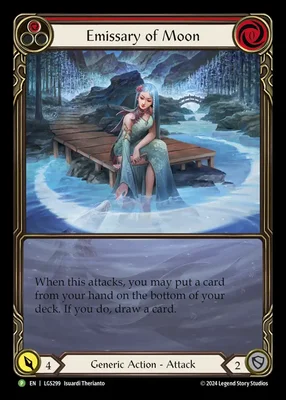 Emissary of Moon
When this attacks, you may put a card
from your hand on the bottom of your
deck. If you do, draw a card.
4
Generic Action - Attack
2
P EN | LGS299 Isuardi Therianto
© 2024 Legend Story Studios